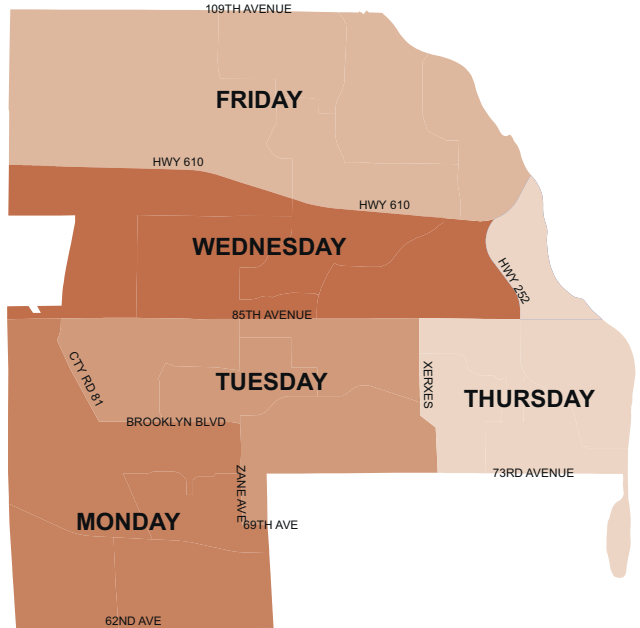 109TH AVENUE
FRIDAY
HWY 610
HWY 610
WEDNESDAY
HWY 252
85TH AVENUE
CTY RD 81
TUESDAY
XERXES
THURSDAY
BROOKLYN BLVD
73RD AVENUE
ZANE AVE
MONDAY
69TH AVE
62ND AVE